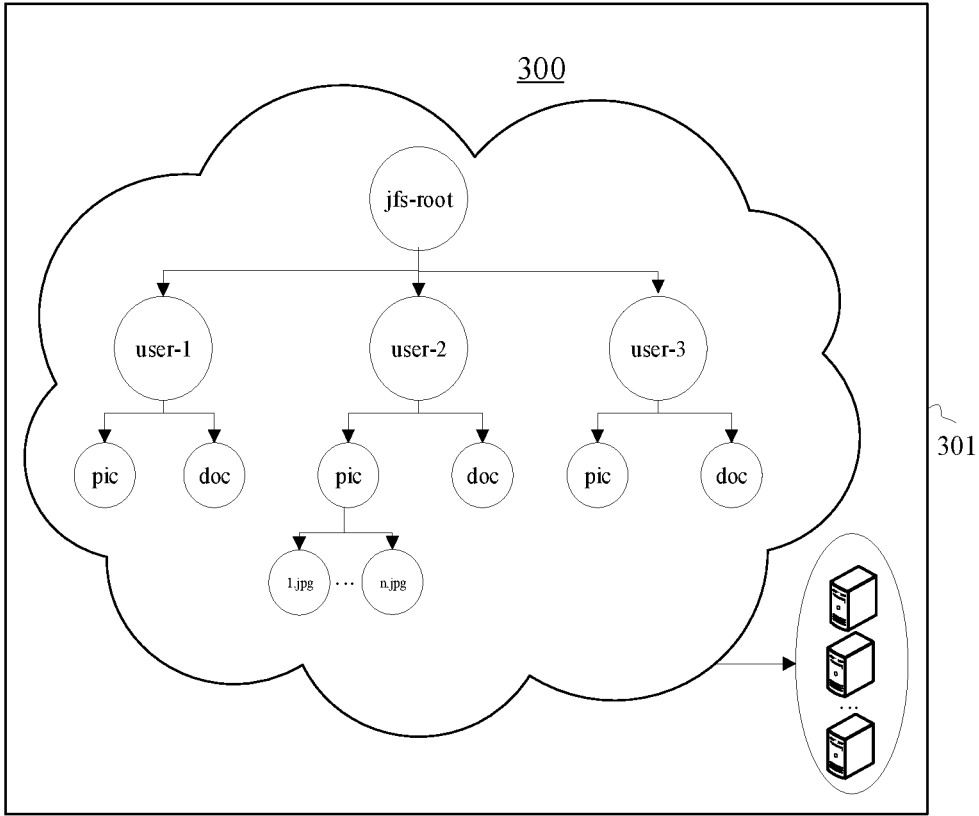 300
jfs-root
user-1 user-2 user-3
301
pic doc pic doc pic doc
1.jpg ... n.jpg
...